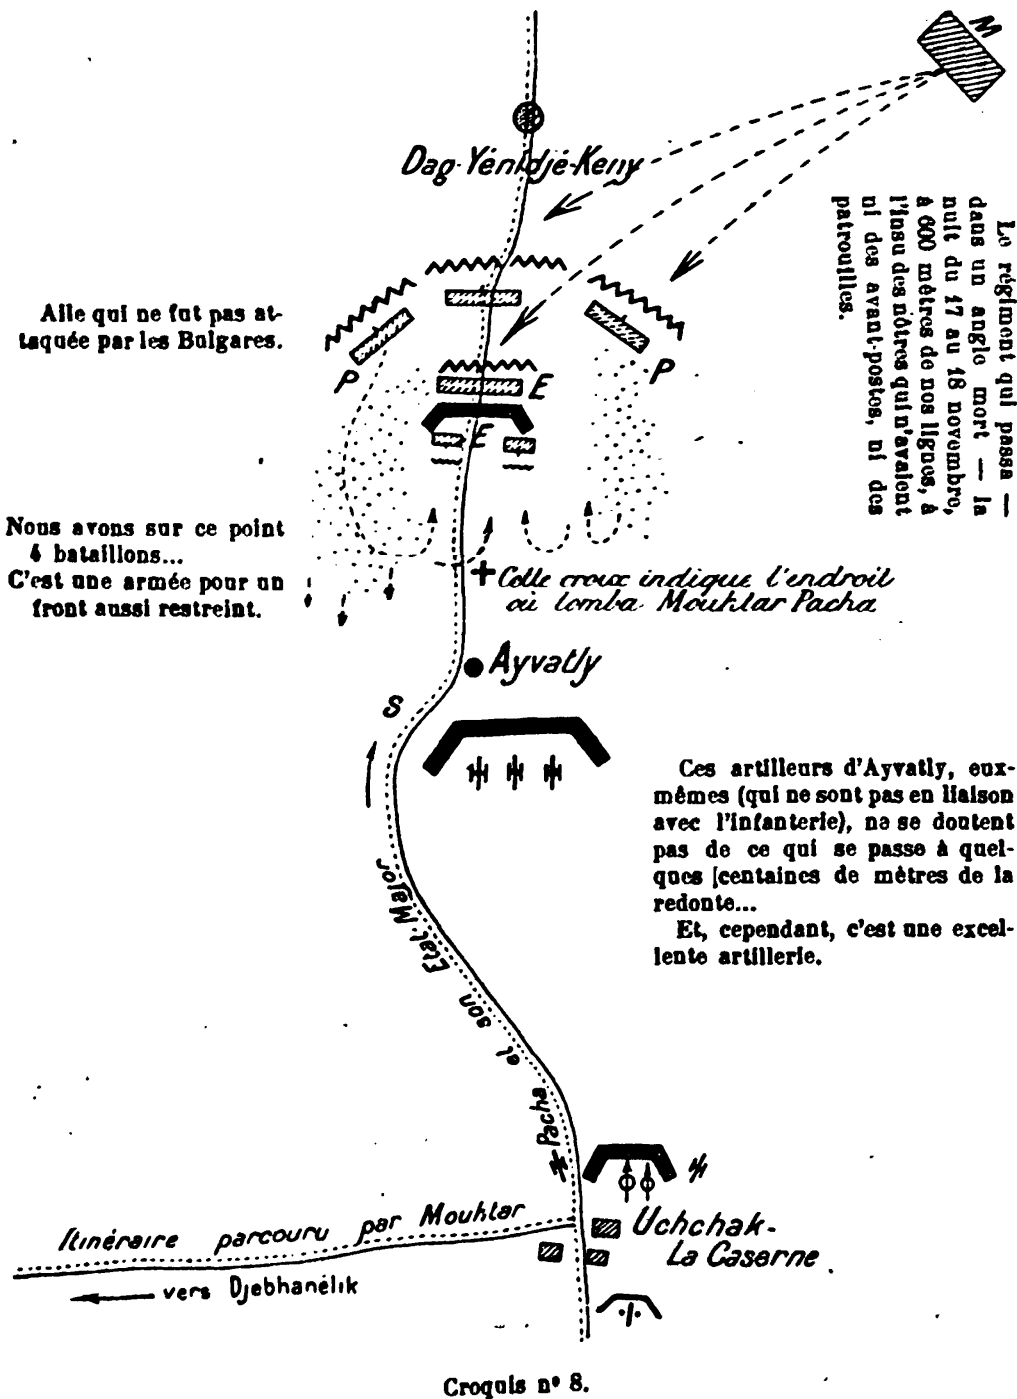 M
Dag-Yénidjé-Keny
Le régiment qui passa —
dans un angle mort — la
nuit du 17 au 18 novembre,
à 600 mètres de nos lignes, à
l'insu des nôtres qui n'avaient
ni des avant-postes, ni des
patrouilles.
Aile qui ne fut pas at-
taquée par les Bulgares.
P
P
E
E
Nous avons sur ce point
4 bataillons...
C'est une armée pour un
front aussi restreint.
Cette croux indique l'endroit
où tomba Mouhtar Pacha
Ayvatly
S
Ces artilleurs d'Ayvatly, eux-
mêmes (qui ne sont pas en liaison
avec l'infanterie), ne se doutent
pas de ce qui se passe à quel-
ques [centaines de mètres de la
redoute...
Et, cependant, c'est une excel-
lente artillerie.
Itinéraire parcouru par Mouhtar
Pacha et son Etat-Major
Uchchak-
La Caserne
vers Djebhanélik
Croquis nº 8.